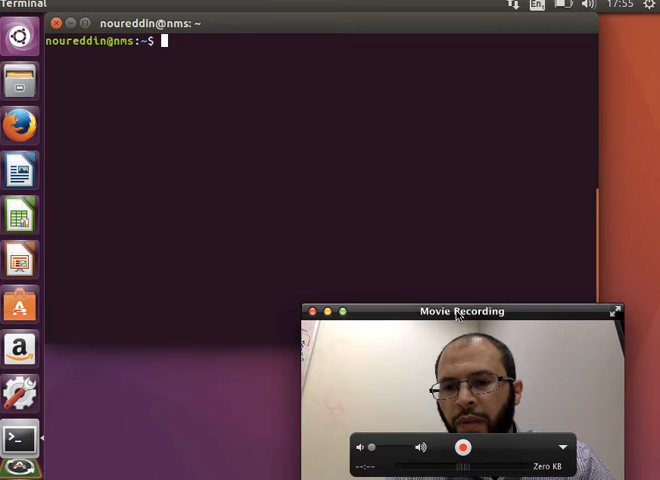 Terminal
En
17:55
noureddin@nms: ~
noureddin@nms:~$
Movie Recording
--:--
Zero KB